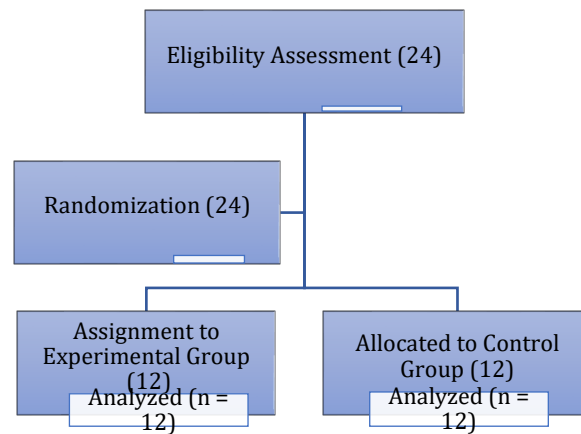 Eligibility Assessment (24)
Randomization (24)
Assignment to
Experimental Group
(12)
Analyzed (n =
12)
Allocated to Control
Group (12)
Analyzed (n =
12)